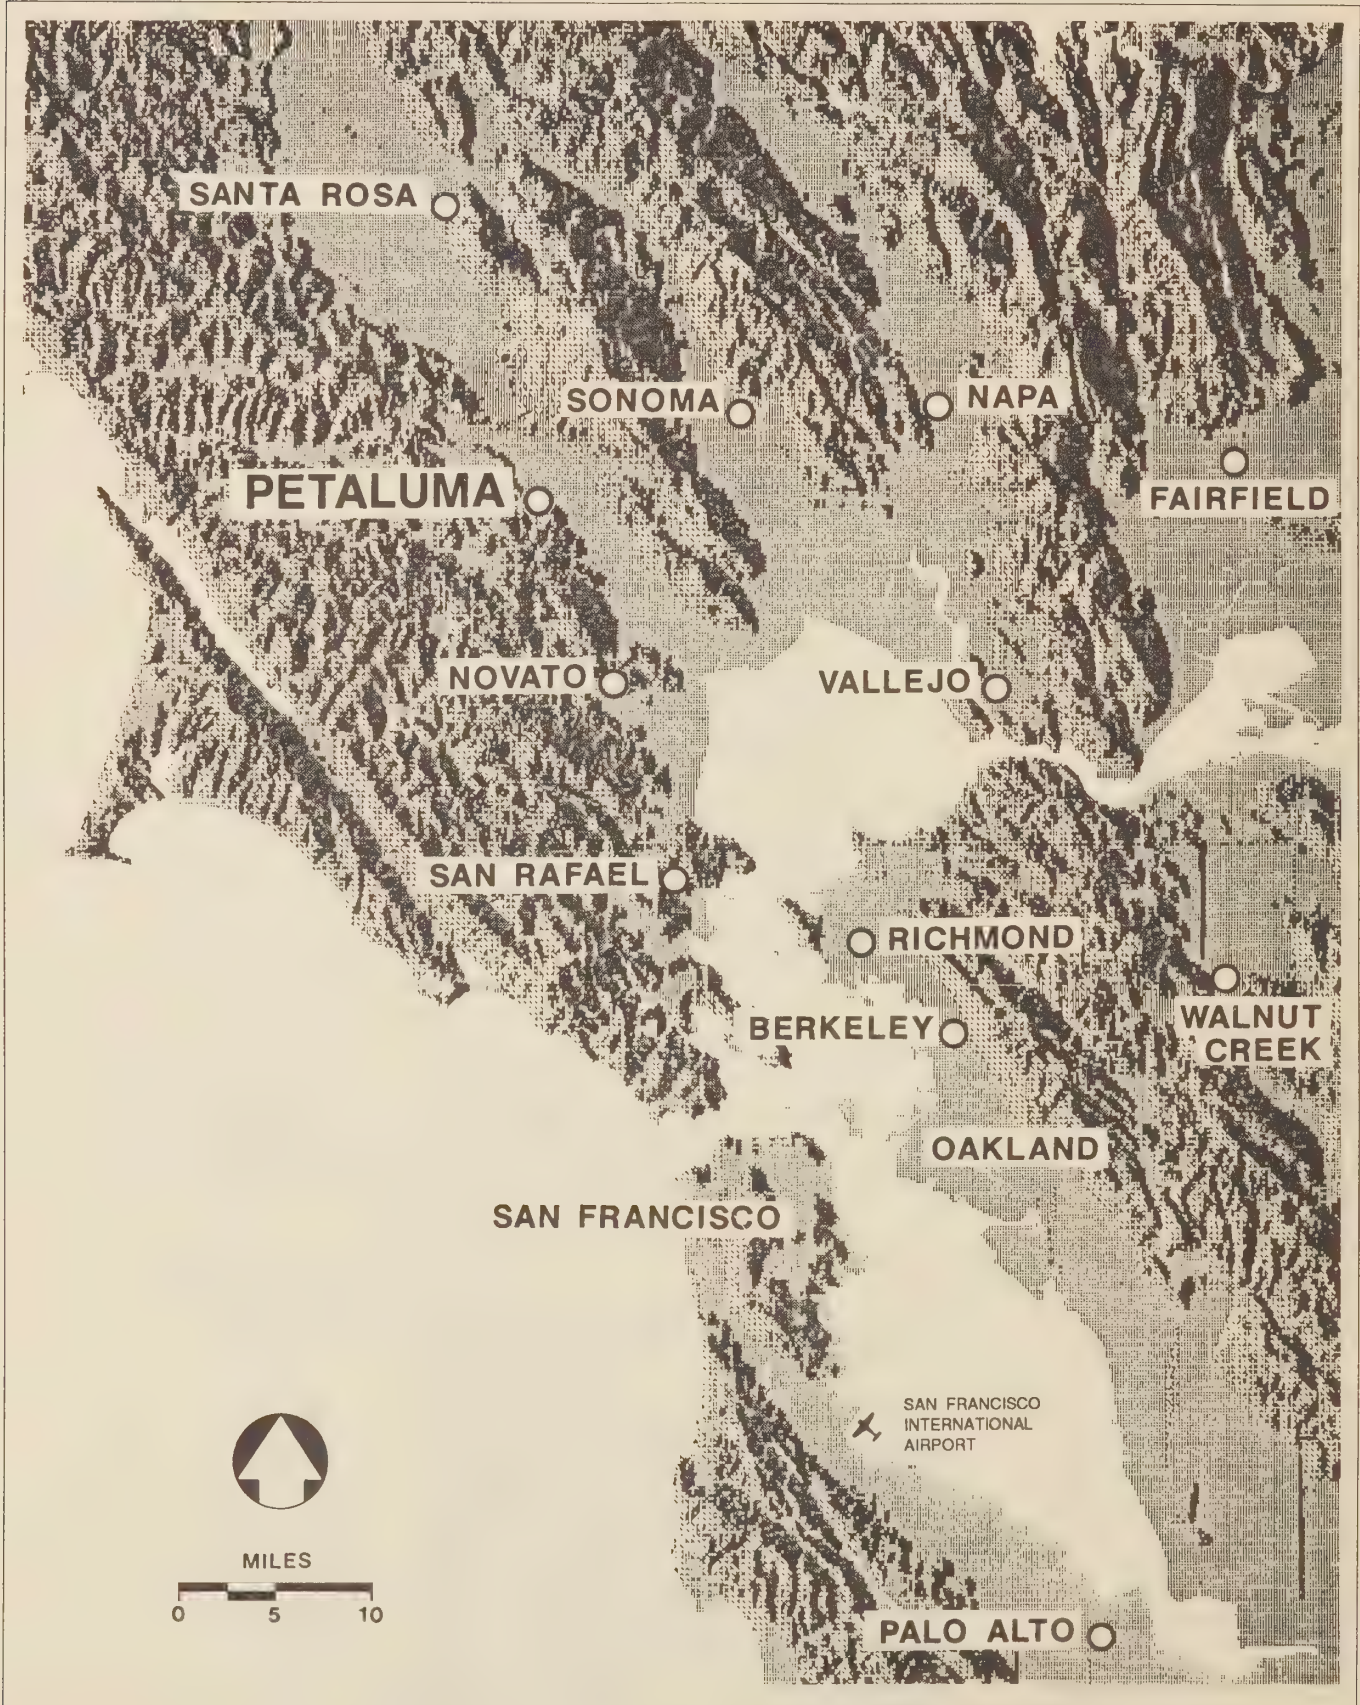 SANTA ROSA
SONOMA
NAPA
PETALUMA
FAIRFIELD
NOVATO
VALLEJO
SAN RAFAEL
RICHMOND
BERKELEY
WALNUT
CREEK
OAKLAND
SAN FRANCISCO
SAN FRANCISCO
INTERNATIONAL
AIRPORT
MILES
0 5 10
PALO ALTO